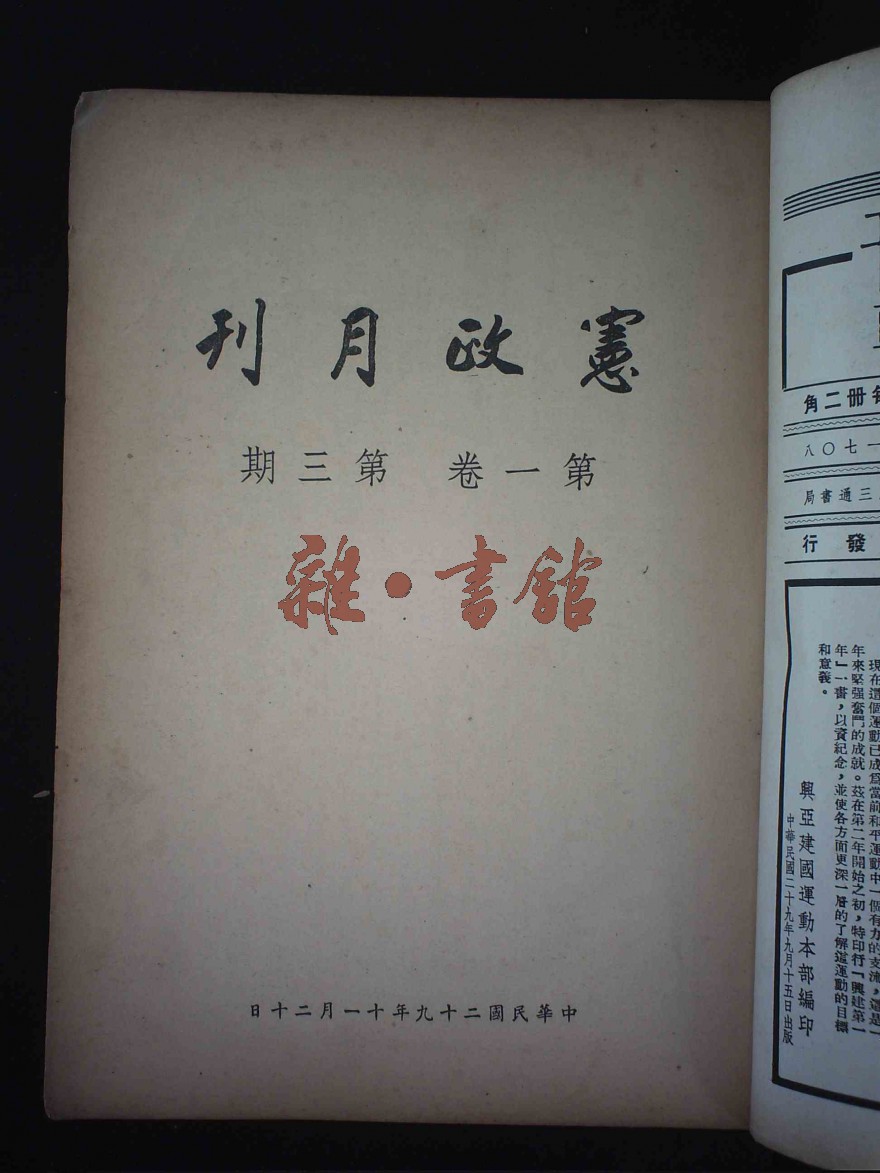 憲政月刊
第一卷 第三期
雜·書館
中華民國二十九年十一月二十日
每冊二角
一七〇八
三通書局
發行
現在這個運動已成爲當前和平運動中一個有力的支流，這是一
年來堅强奮鬥的成就。茲在第二年開始之初，特印行「興建第一
年」一書，以資紀念，並使各方面更深一層的了解這運動的目標
和意義。
興亞建國運動本部編印
中華民國二十九年九月十五日出版